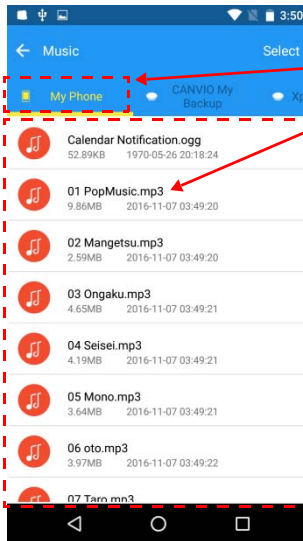 3:50
Music
Select
My Phone
CANVIO My
Backup
Calendar Notification.ogg
52.89KB 1970-05-26 20:18:24
01 PopMusic.mp3
9.86MB 2016-11-07 03:49:20
02 Mangetsu.mp3
2.59MB 2016-11-07 03:49:20
03 Ongaku.mp3
4.65MB 2016-11-07 03:49:21
04 Seisei.mp3
4.19MB 2016-11-07 03:49:21
05 Mono.mp3
3.64MB 2016-11-07 03:49:21
06 oto.mp3
3.97MB 2016-11-07 03:49:22
07 Taro.mp3